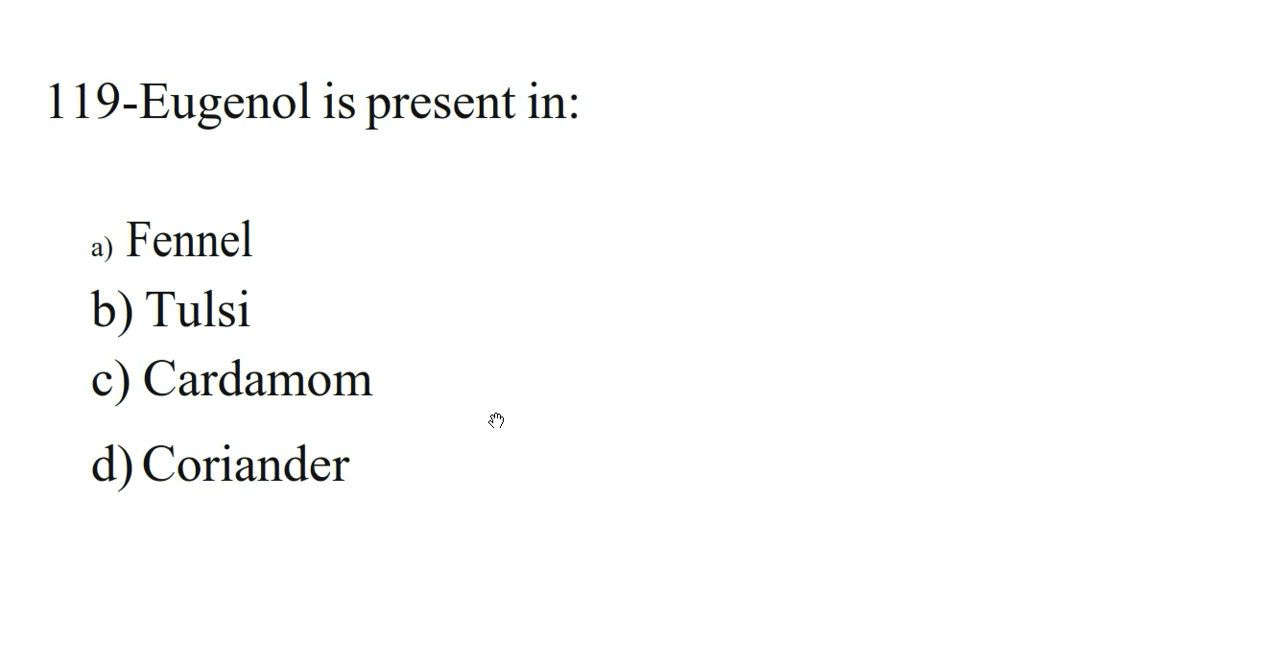 119-Eugenol is present in:
a) Fennel
b) Tulsi
c) Cardamom
d) Coriander